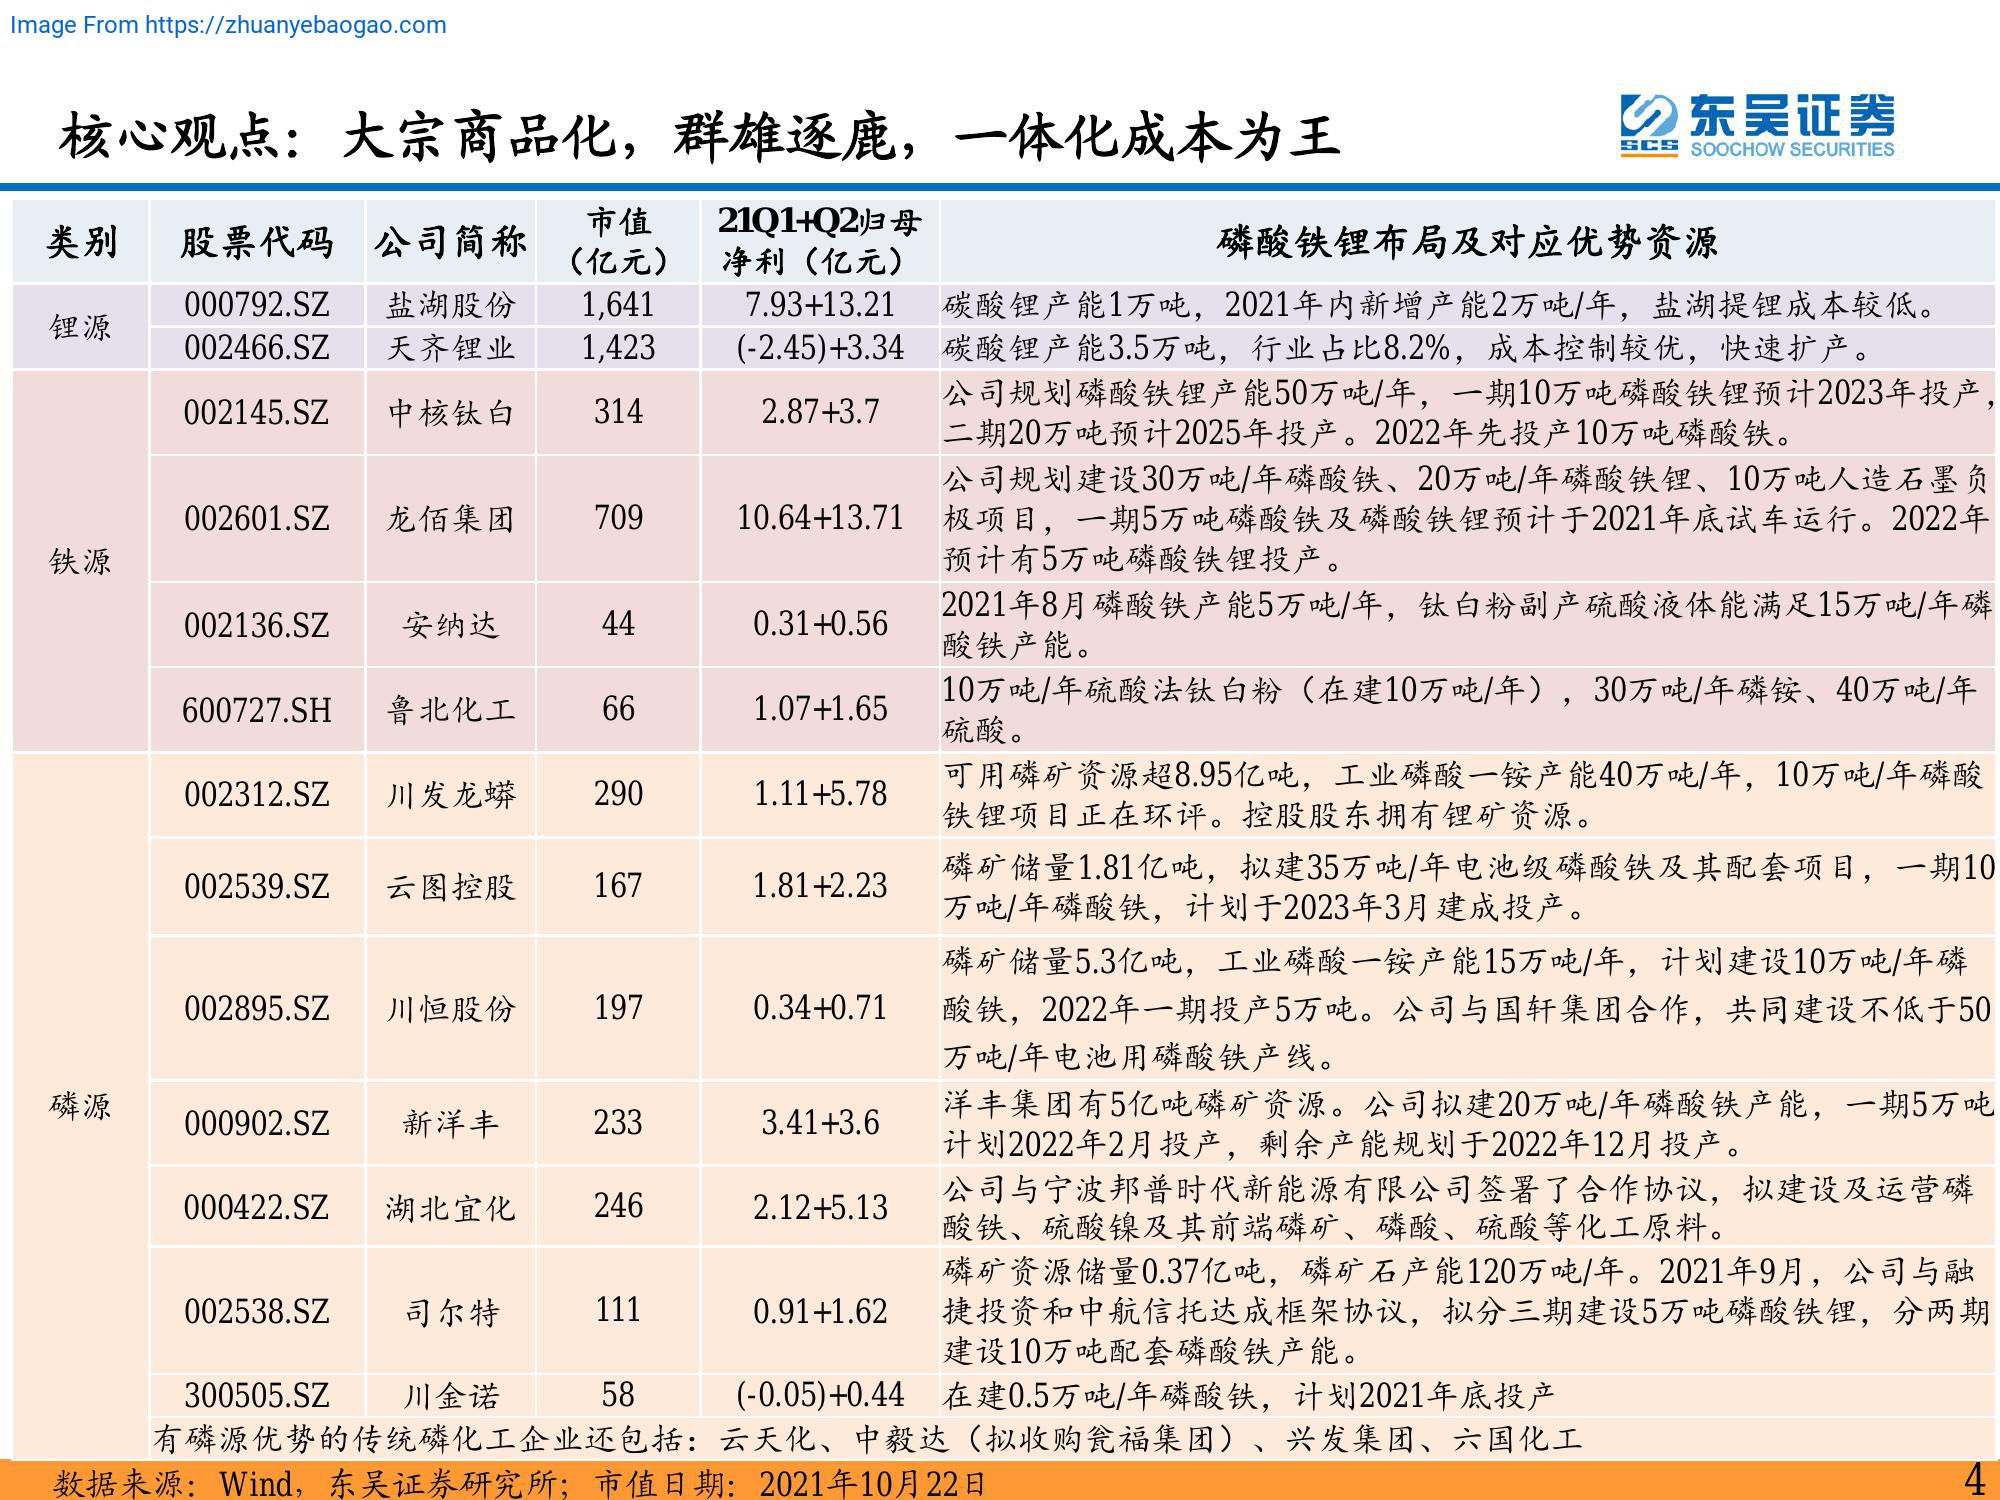 Image From https://zhuanyebaogao.com
核心观点：大宗商品化，群雄逐鹿，一体化成本为王
东吴证券
SCS SOOCHOW SECURITIES
类别 股票代码 公司简称 市值（亿元） 21Q1+Q2归母净利（亿元） 磷酸铁锂布局及对应优势资源
锂源
000792.SZ 盐湖股份 1,641 7.93+13.21 碳酸锂产能1万吨，2021年内新增产能2万吨/年，盐湖提锂成本较低。
002466.SZ 天齐锂业 1,423 (-2.45)+3.34 碳酸锂产能3.5万吨，行业占比8.2%，成本控制较优，快速扩产。
铁源
002145.SZ 中核钛白 314 2.87+3.7 公司规划磷酸铁锂产能50万吨/年，一期10万吨磷酸铁锂预计2023年投产，
二期20万吨预计2025年投产。2022年先投产10万吨磷酸铁。
002601.SZ 龙佰集团 709 10.64+13.71 公司规划建设30万吨/年磷酸铁、20万吨/年磷酸铁锂、10万吨人造石墨负
极项目，一期5万吨磷酸铁及磷酸铁锂预计于2021年底试车运行。2022年
预计有5万吨磷酸铁锂投产。
002136.SZ 安纳达 44 0.31+0.56 2021年8月磷酸铁产能5万吨/年，钛白粉副产硫酸液体能满足15万吨/年磷
酸铁产能。
600727.SH 鲁北化工 66 1.07+1.65 10万吨/年硫酸法钛白粉（在建10万吨/年），30万吨/年磷铵、40万吨/年
硫酸。
磷源
002312.SZ 川发龙蟒 290 1.11+5.78 可用磷矿资源超8.95亿吨，工业磷酸一铵产能40万吨/年，10万吨/年磷酸
铁锂项目正在环评。控股股东拥有锂矿资源。
002539.SZ 云图控股 167 1.81+2.23 磷矿储量1.81亿吨，拟建35万吨/年电池级磷酸铁及其配套项目，一期10
万吨/年磷酸铁，计划于2023年3月建成投产。
002895.SZ 川恒股份 197 0.34+0.71 磷矿储量5.3亿吨，工业磷酸一铵产能15万吨/年，计划建设10万吨/年磷
酸铁，2022年一期投产5万吨。公司与国轩集团合作，共同建设不低于50
万吨/年电池用磷酸铁产线。
000902.SZ 新洋丰 233 3.41+3.6 洋丰集团有5亿吨磷矿资源。公司拟建20万吨/年磷酸铁产能，一期5万吨
计划2022年2月投产，剩余产能规划于2022年12月投产。
000422.SZ 湖北宜化 246 2.12+5.13 公司与宁波邦普时代新能源有限公司签署了合作协议，拟建设及运营磷
酸铁、硫酸镍及其前端磷矿、磷酸、硫酸等化工原料。
002538.SZ 司尔特 111 0.91+1.62 磷矿资源储量0.37亿吨，磷矿石产能120万吨/年。2021年9月，公司与融
捷投资和中航信托达成框架协议，拟分三期建设5万吨磷酸铁锂，分两期
建设10万吨配套磷酸铁产能。
300505.SZ 川金诺 58 (-0.05)+0.44 在建0.5万吨/年磷酸铁，计划2021年底投产
有磷源优势的传统磷化工企业还包括：云天化、中毅达（拟收购瓮福集团）、兴发集团、六国化工
数据来源：Wind，东吴证券研究所；市值日期：2021年10月22日
4